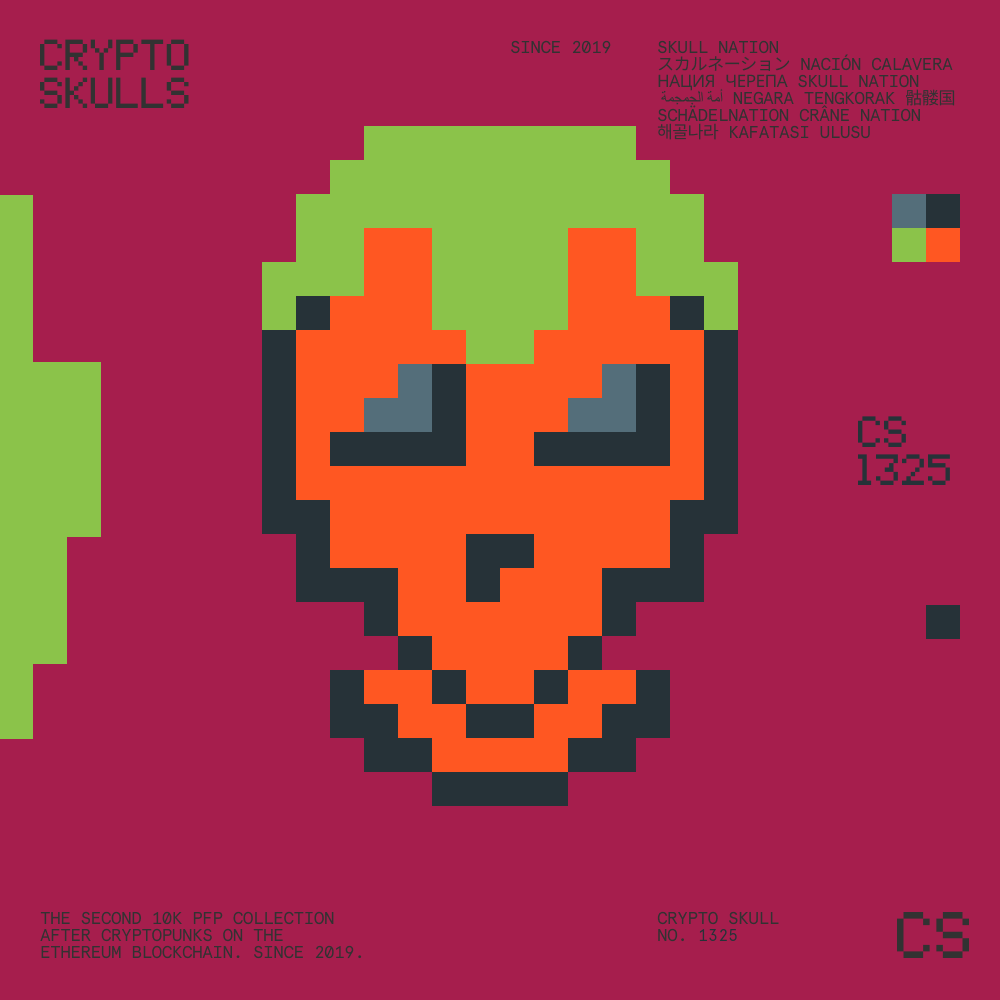 CRYPTO
SKULLS
SINCE 2019
SKULL NATION
スカルネーション NACIÓN CALAVERA
НАЦИЯ ЧЕРЕПА SKULL NATION
أمة الجمجمة NEGARA TENGKORAK 骷髅国
SCHÄDELNATION CRÂNE NATION
해골나라 KAFATASI ULUSU
CS
1325
THE SECOND 10K PFP COLLECTION
AFTER CRYPTOPUNKS ON THE
ETHEREUM BLOCKCHAIN. SINCE 2019.
CRYPTO SKULL
NO. 1325
CS